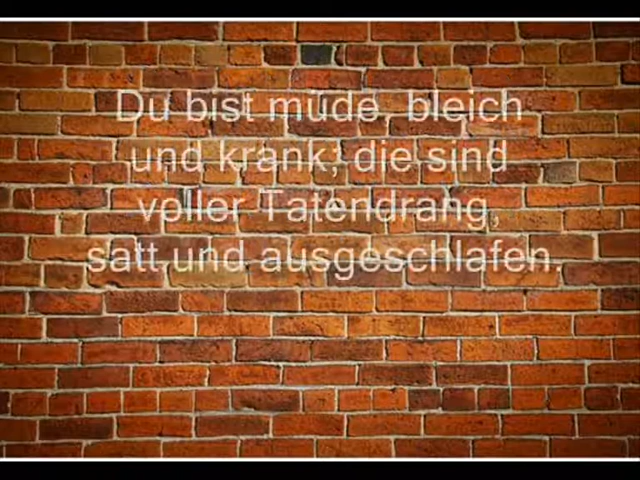 Du bist müde bleich
und krank; die sind
voller Tatendrang,
satt und ausgeschlafen.